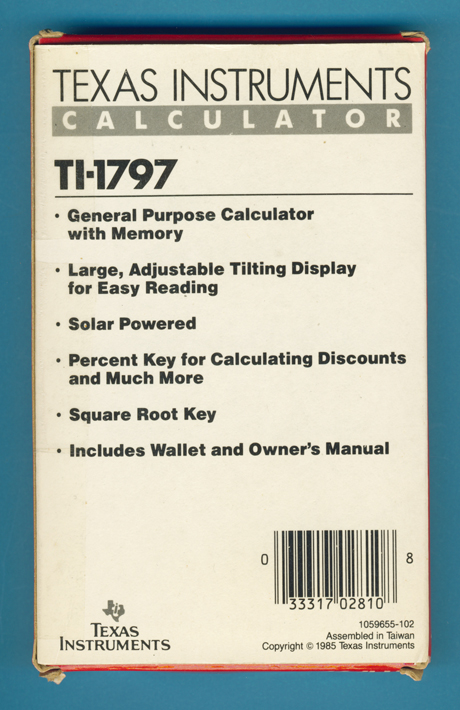 TEXAS INSTRUMENTS
CALCULATOR
TI-1797
• General Purpose Calculator
with Memory
• Large, Adjustable Tilting Display
for Easy Reading
• Solar Powered
• Percent Key for Calculating Discounts
and Much More
• Square Root Key
• Includes Wallet and Owner's Manual
0 33317 02810 8
TEXAS
INSTRUMENTS
1059655-102
Assembled in Taiwan
Copyright © 1985 Texas Instruments